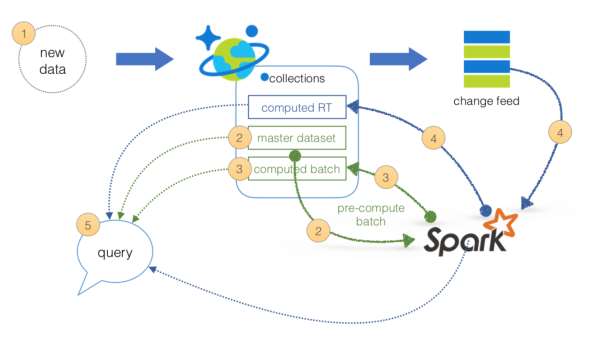 1
new
data
collections
change feed
computed RT
4
4
2
master dataset
3
computed batch
3
pre-compute
batch
2
Spark
5
query